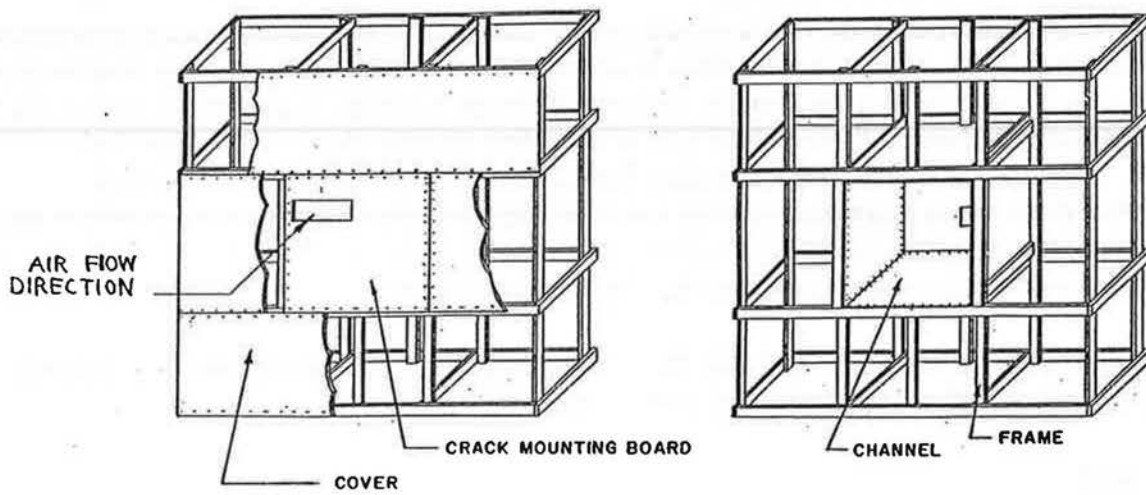 AIR FLOW
DIRECTION
CRACK MOUNTING BOARD
COVER
CHANNEL
FRAME